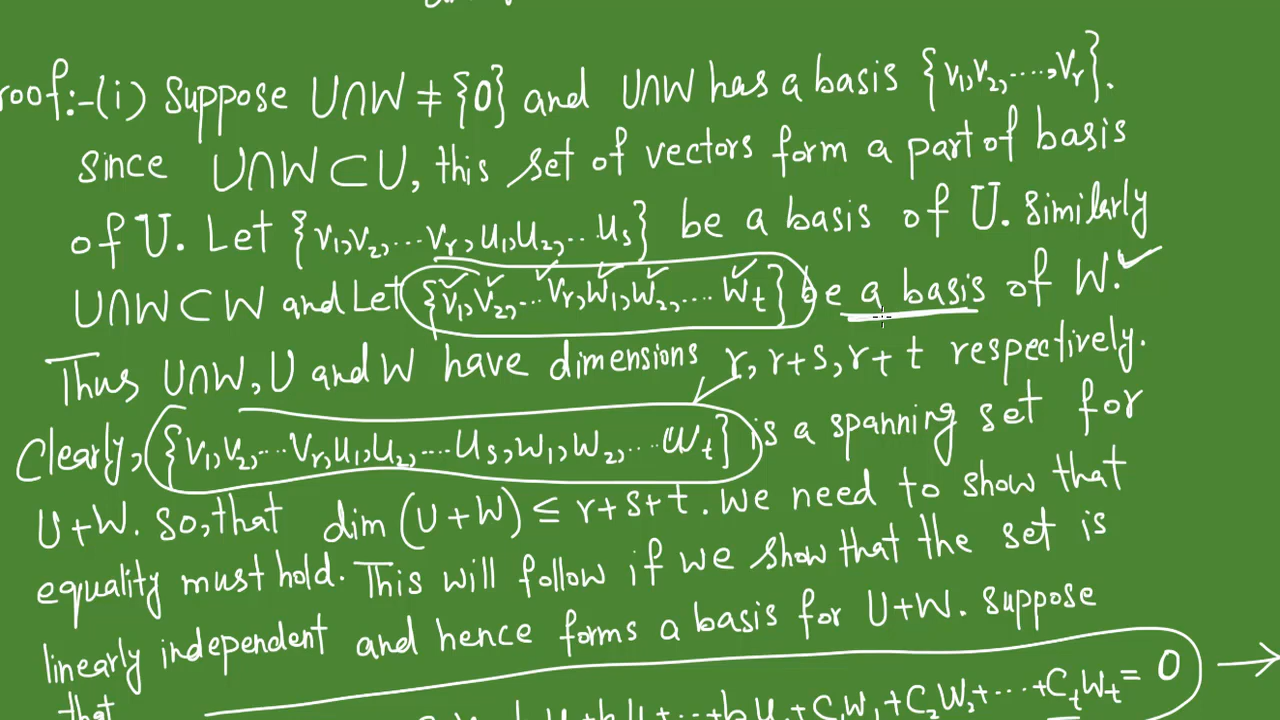 roof:-(i) Suppose U∩W ≠ {0} and U∩W has a basis {v₁,v₂,....,vᵣ}.
Since U∩W⊂U, this set of vectors form a part of basis
of U. Let {v₁,v₂,...vᵣ,u₁,u₂,...uₛ} be a basis of U. Similarly
U∩W⊂W and Let {v₁,v₂,...vᵣ,w₁,w₂,....wₜ} be a basis of W.
Thus U∩W, U and W have dimensions r, r+s, r+t respectively.
Clearly, {v₁,v₂,...vᵣ,u₁,u₂,....uₛ,w₁,w₂,...wₜ} is a spanning set for
U+W. So, that dim (U+W) ≤ r+s+t. We need to show that
equality must hold. This will follow if we show that the set is
linearly independent and hence forms a basis for U+W. Suppose
that +C₁W₁+C₂W₂+...+CₜWₜ = 0 →